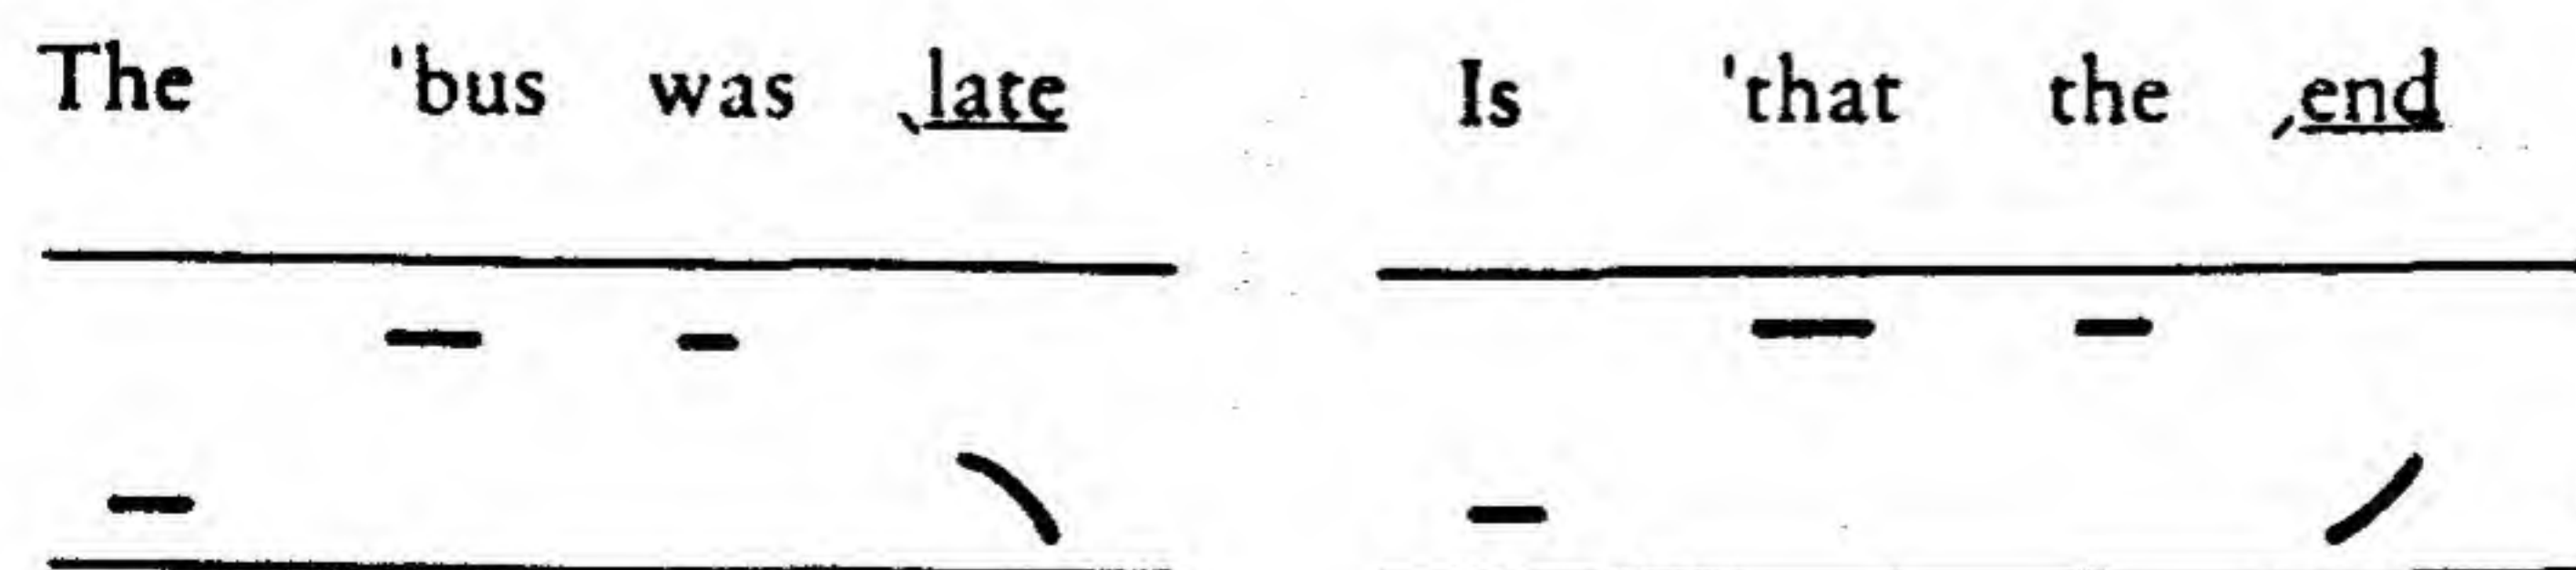 The 'bus was ˎlate Is 'that the ˏend